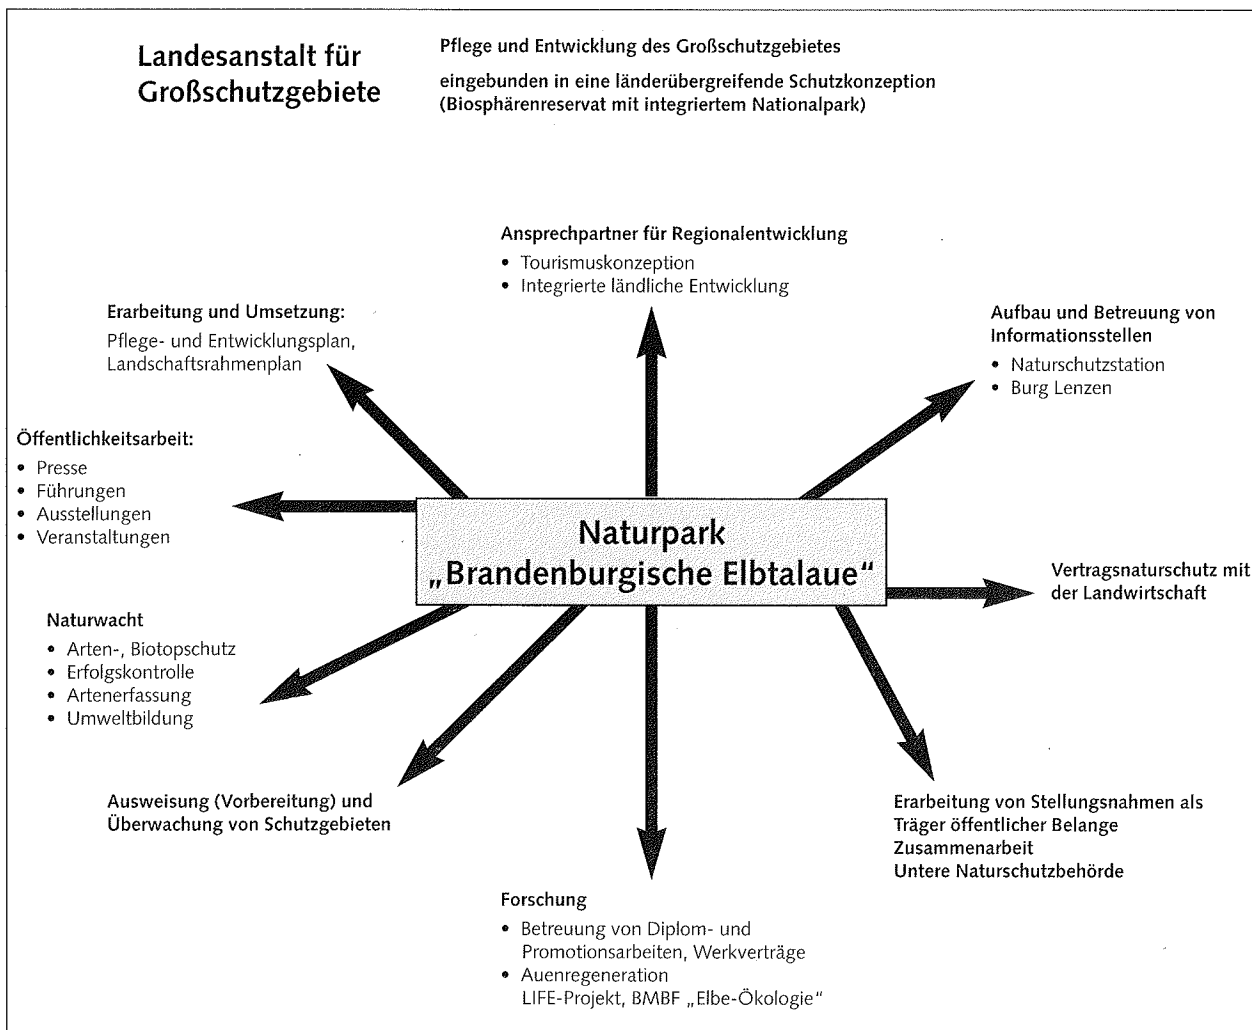 Landesanstalt für
Großschutzgebiete
Pflege und Entwicklung des Großschutzgebietes
eingebunden in eine länderübergreifende Schutzkonzeption
(Biosphärenreservat mit integriertem Nationalpark)
Ansprechpartner für Regionalentwicklung
• Tourismuskonzeption
• Integrierte ländliche Entwicklung
Erarbeitung und Umsetzung:
Pflege- und Entwicklungsplan,
Landschaftsrahmenplan
Aufbau und Betreuung von
Informationsstellen
• Naturschutzstation
• Burg Lenzen
Öffentlichkeitsarbeit:
• Presse
• Führungen
• Ausstellungen
• Veranstaltungen
Naturpark
„Brandenburgische Elbtalaue“
Vertragsnaturschutz mit
der Landwirtschaft
Naturwacht
• Arten-, Biotopschutz
• Erfolgskontrolle
• Artenerfassung
• Umweltbildung
Ausweisung (Vorbereitung) und
Überwachung von Schutzgebieten
Erarbeitung von Stellungsnahmen als
Träger öffentlicher Belange
Zusammenarbeit
Untere Naturschutzbehörde
Forschung
• Betreuung von Diplom- und
Promotionsarbeiten, Werkverträge
• Auenregeneration
LIFE-Projekt, BMBF „Elbe-Ökologie“